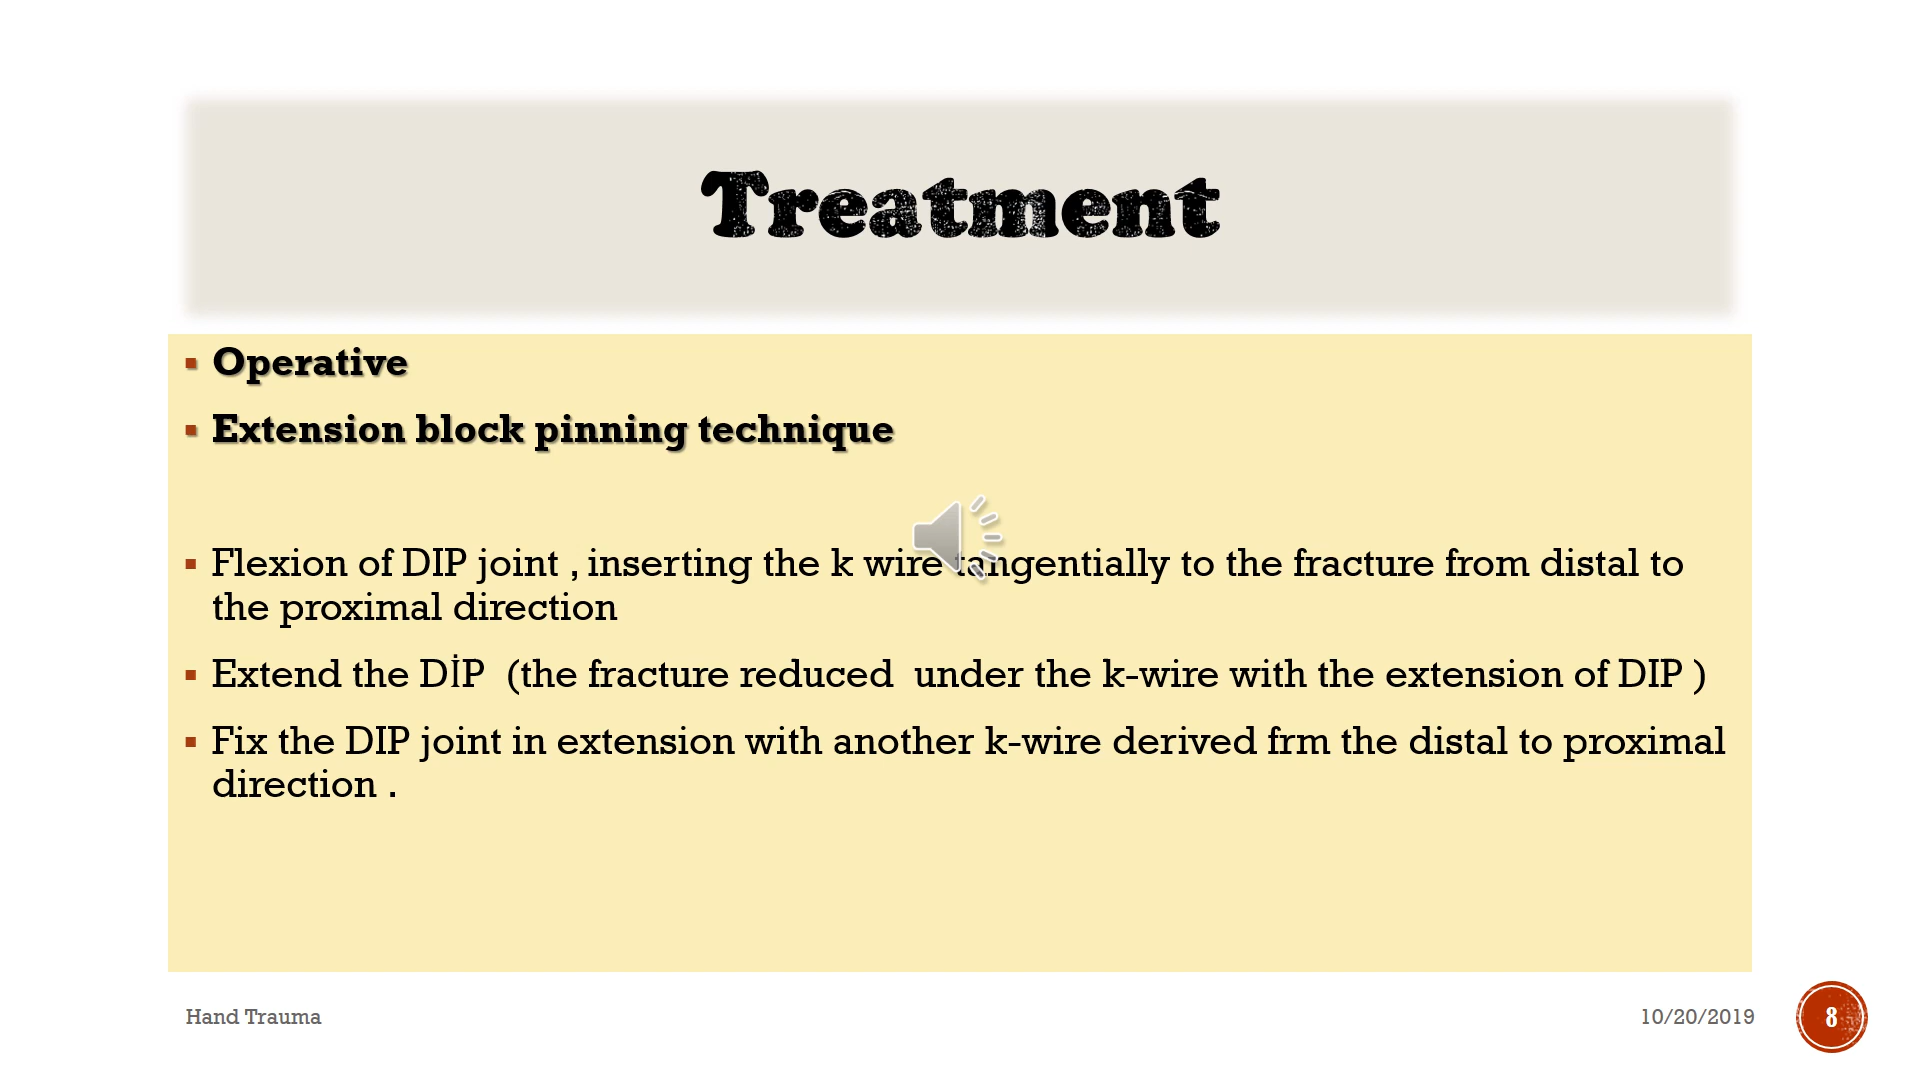 Treatment
Operative
Extension block pinning technique
Flexion of DIP joint , inserting the k wire tangentially to the fracture from distal to
the proximal direction
Extend the DİP (the fracture reduced under the k-wire with the extension of DIP )
Fix the DIP joint in extension with another k-wire derived frm the distal to proximal
direction .
Hand Trauma
10/20/2019
8